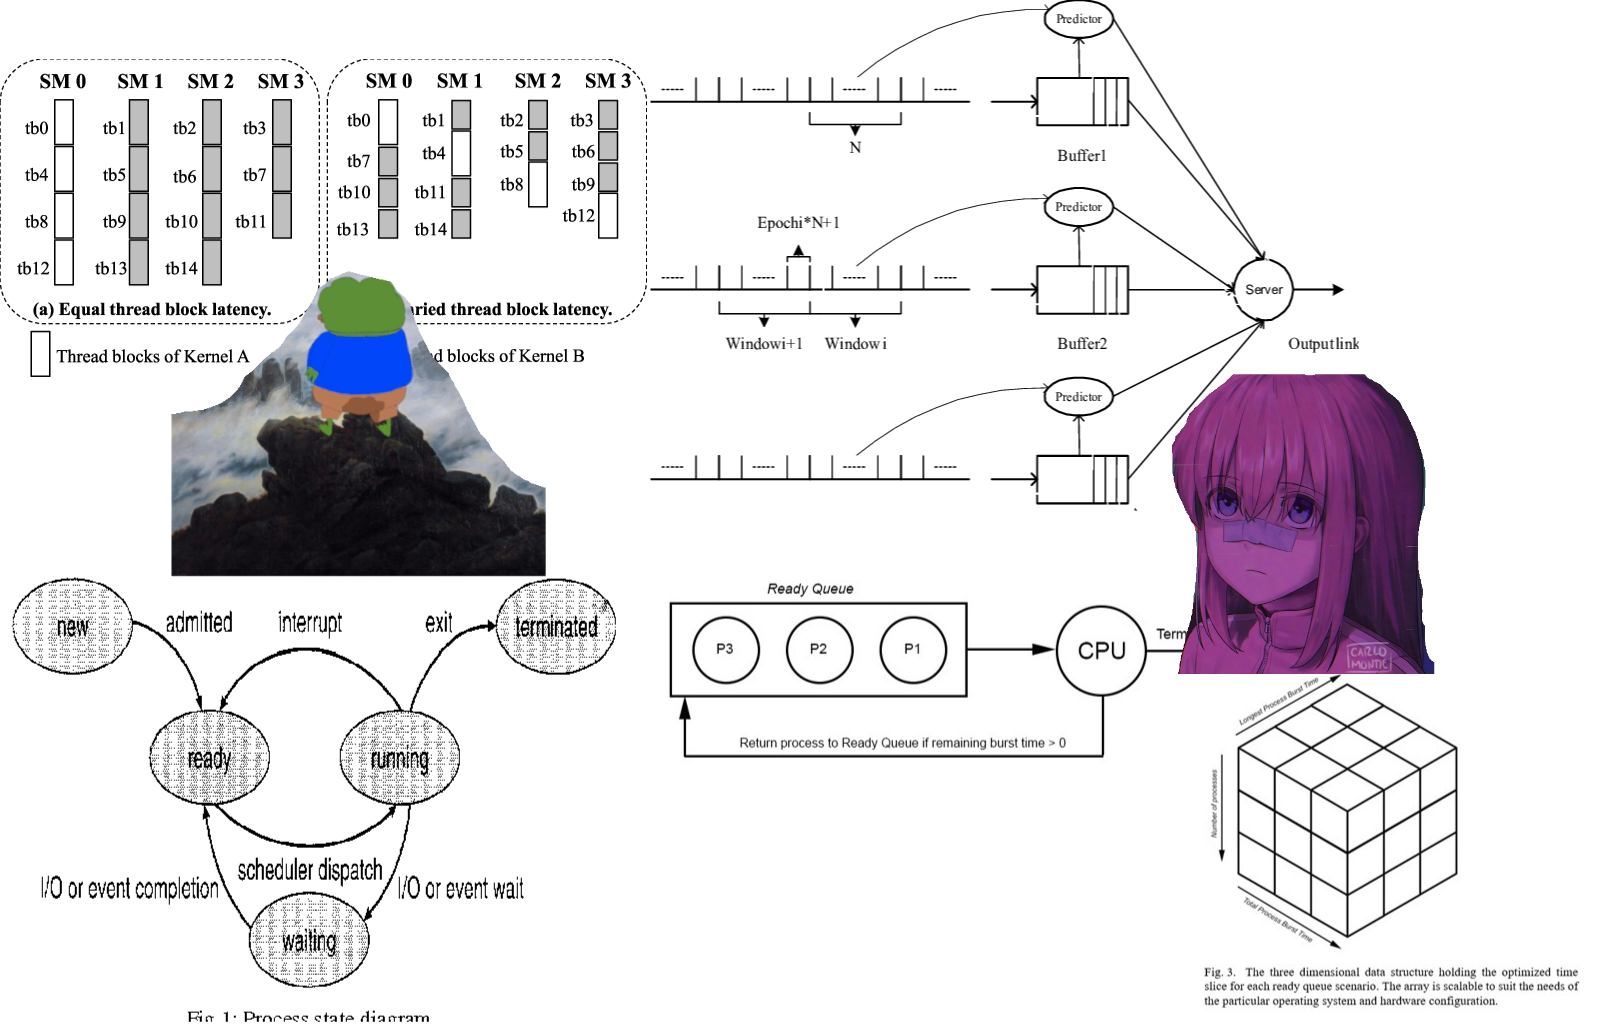 SM 0 SM 1 SM 2 SM 3
tb0 tb1 tb2 tb3
tb4 tb5 tb6 tb7
tb8 tb9 tb10 tb11
tb12 tb13 tb14
(a) Equal thread block latency.
SM 0 SM 1 SM 2 SM 3
tb0 tb1 tb2 tb3
tb7 tb4 tb5 tb6
tb10 tb11 tb8 tb9
tb13 tb14 tb12
aried thread block latency.
Thread blocks of Kernel A
d blocks of Kernel B
Predictor
----- ----- ----- -----
N
Buffer1
Predictor
Epochi*N+1
----- ----- ----- -----
Windowi+1 Windowi
Buffer2
Server
Outputlink
Predictor
----- ----- ----- -----
new
admitted
interrupt
exit
terminated
ready
running
scheduler dispatch
I/O or event completion
I/O or event wait
waiting
Fig. 1: Process state diagram
Ready Queue
P3 P2 P1
CPU
Term
Return process to Ready Queue if remaining burst time > 0
CARLO
MONTIE
Longest Process Burst Time
Number of processes
Total Process Burst Time
Fig. 3. The three dimensional data structure holding the optimized time
slice for each ready queue scenario. The array is scalable to suit the needs of
the particular operating system and hardware configuration.